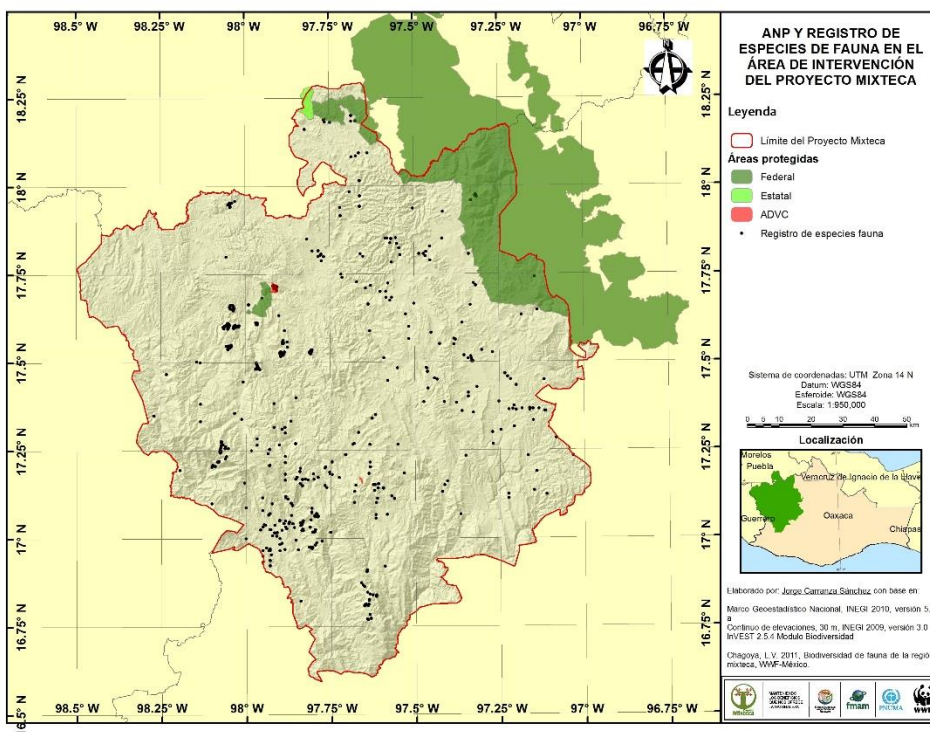 98.5° W 98.25° W 98° W 97.75° W 97.5° W 97.25° W 97° W 96.75° W
18.25° N
18° N
17.75° N
17.5° N
17.25° N
17° N
16.75° N
16.5° N
18.25° N
18° N
17.75° N
17.5° N
17.25° N
17° N
16.75° N
98.5° W 98.25° W 98° W 97.75° W 97.5° W 97.25° W 97° W 96.75° W
ANP Y REGISTRO DE
ESPECIES DE FAUNA EN EL
ÁREA DE INTERVENCIÓN
DEL PROYECTO MIXTECA
Leyenda
Límite del Proyecto Mixteca
Áreas protegidas
Federal
Estatal
ADVC
Registro de especies fauna
Sistema de coordenadas: UTM Zona 14 N
Datum: WGS84
Esferoide: WGS84
Escala: 1:950,000
0 5 10 20 30 40 50
km
Localización
Morelos
Puebla
Veracruz de Ignacio de la Llave
Guerrero
Oaxaca
Chiapas
Elaborado por: Jorge Carranza Sánchez con base en
Marco Geoestadístico Nacional, INEGI 2010, versión 5.
a
Continuo de elevaciones, 30 m, INEGI 2009, versión 3.0
InVEST 2.5.4 Modulo Biodiversidad
Chagoya, L.V. 2011, Biodiversidad de fauna de la regió
mixteca, WWF-México.
fmam
PNUMA
WW